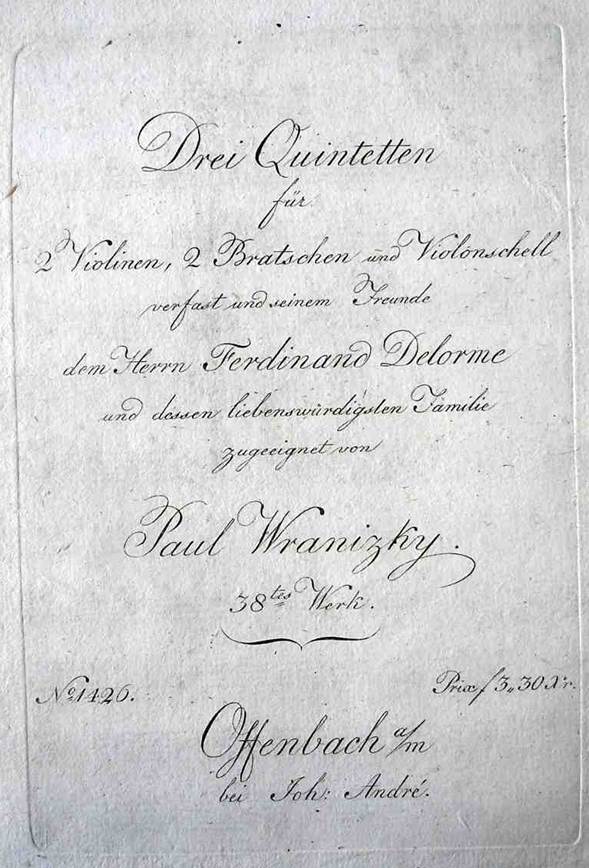 Drei Quintetten
für
2 Violinen, 2 Bratschen und Violonschell
verfast und seinem Freunde
dem Herrn Ferdinand Delorme
und dessen liebenswürdigsten Familie
zugeeignet von
Paul Wranizky.
38tes Werk.
No 1426.
Prix f 3,, 30 Xr.
Offenbach a/m
bei Joh: André.